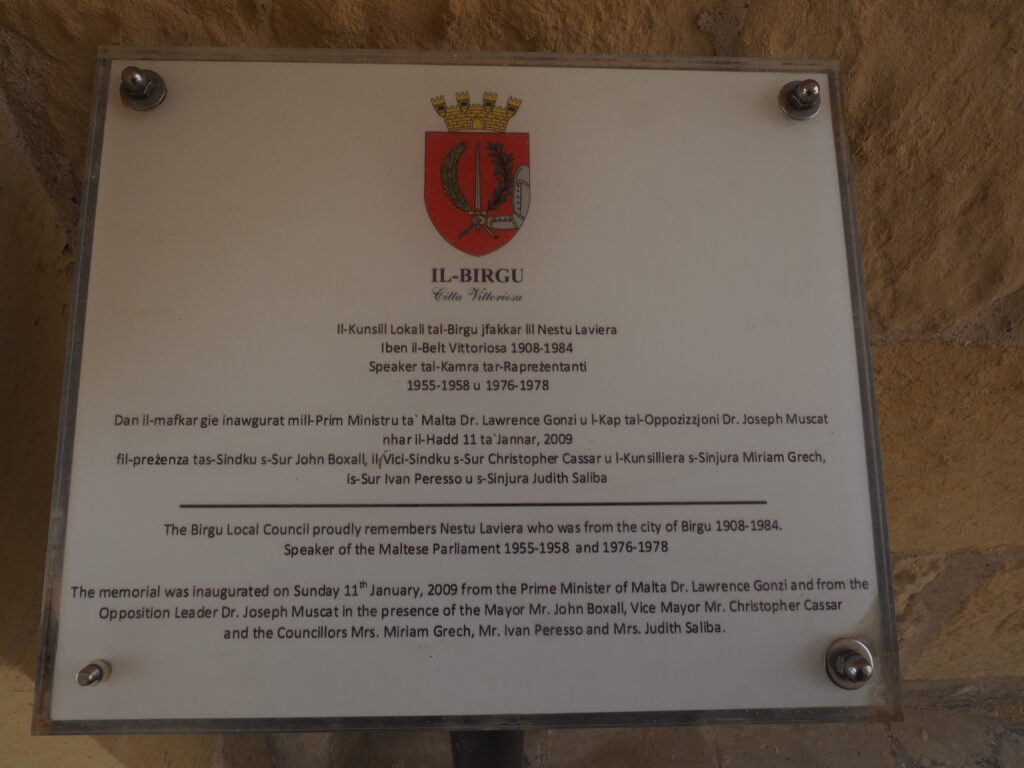 IL-BIRGU
Citta Vittoriosa
Il-Kunsill Lokali tal-Birgu jfakkar lil Nestu Laviera
Iben il-Belt Vittoriosa 1908-1984
Speaker tal-Kamra tar-Rapreżentanti
1955-1958 u 1976-1978
Dan il-mafkar gie inawgurat mill-Prim Ministru ta` Malta Dr. Lawrence Gonzi u l-Kap tal-Oppozizzjoni Dr. Joseph Muscat
nhar il-Hadd 11 ta`Jannar, 2009
fil-preżenza tas-Sindku s-Sur John Boxall, il-Vici-Sindku s-Sur Christopher Cassar u l-Kunsilliera s-Sinjura Miriam Grech,
is-Sur Ivan Peresso u s-Sinjura Judith Saliba
The Birgu Local Council proudly remembers Nestu Laviera who was from the city of Birgu 1908-1984.
Speaker of the Maltese Parliament 1955-1958 and 1976-1978
The memorial was inaugurated on Sunday 11th January, 2009 from the Prime Minister of Malta Dr. Lawrence Gonzi and from the
Opposition Leader Dr. Joseph Muscat in the presence of the Mayor Mr. John Boxall, Vice Mayor Mr. Christopher Cassar
and the Councillors Mrs. Miriam Grech, Mr. Ivan Peresso and Mrs. Judith Saliba.